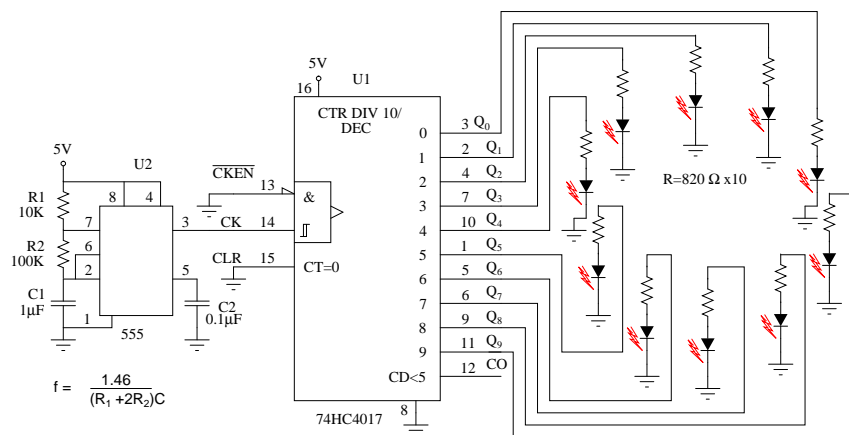 5V
U1
16
CTR DIV 10/
DEC
0
3
Q0
1
2
Q1
2
4
Q2
3
7
Q3
4
10
Q4
5
1
Q5
6
5
Q6
7
6
Q7
8
9
Q8
9
11
Q9
CO
CD<5
12
CKEN
13
&
CK
14
CLR
15
CT=0
R=820 Ω x10
5V
U2
8
4
R1
10K
7
3
R2
100K
6
2
5
C1
1µF
1
555
C2
0.1µF
f = 1.46
(R1 +2R2)C
74HC4017
8